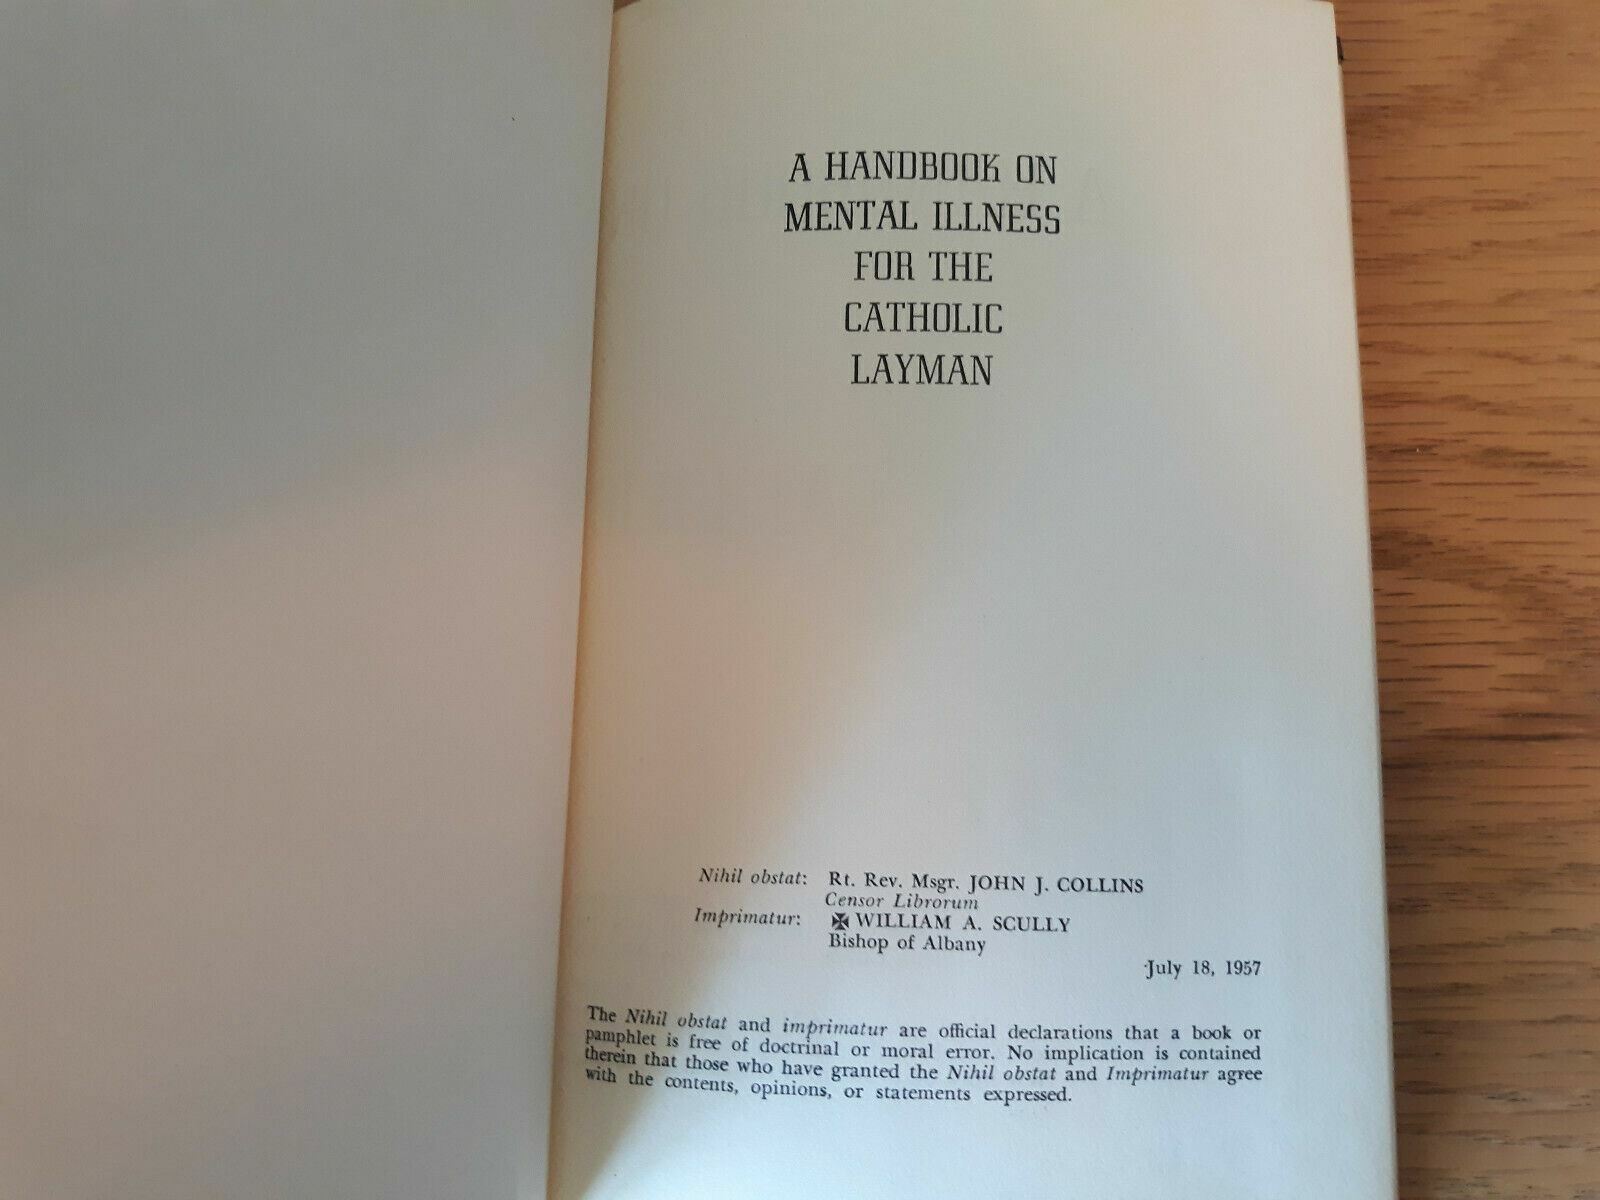 A HANDBOOK ON
MENTAL ILLNESS
FOR THE
CATHOLIC
LAYMAN
Nihil obstat: Rt. Rev. Msgr. JOHN J. COLLINS
Censor Librorum
Imprimatur: ✠ WILLIAM A. SCULLY
Bishop of Albany
July 18, 1957
The Nihil obstat and imprimatur are official declarations that a book or
pamphlet is free of doctrinal or moral error. No implication is contained
therein that those who have granted the Nihil obstat and Imprimatur agree
with the contents, opinions, or statements expressed.